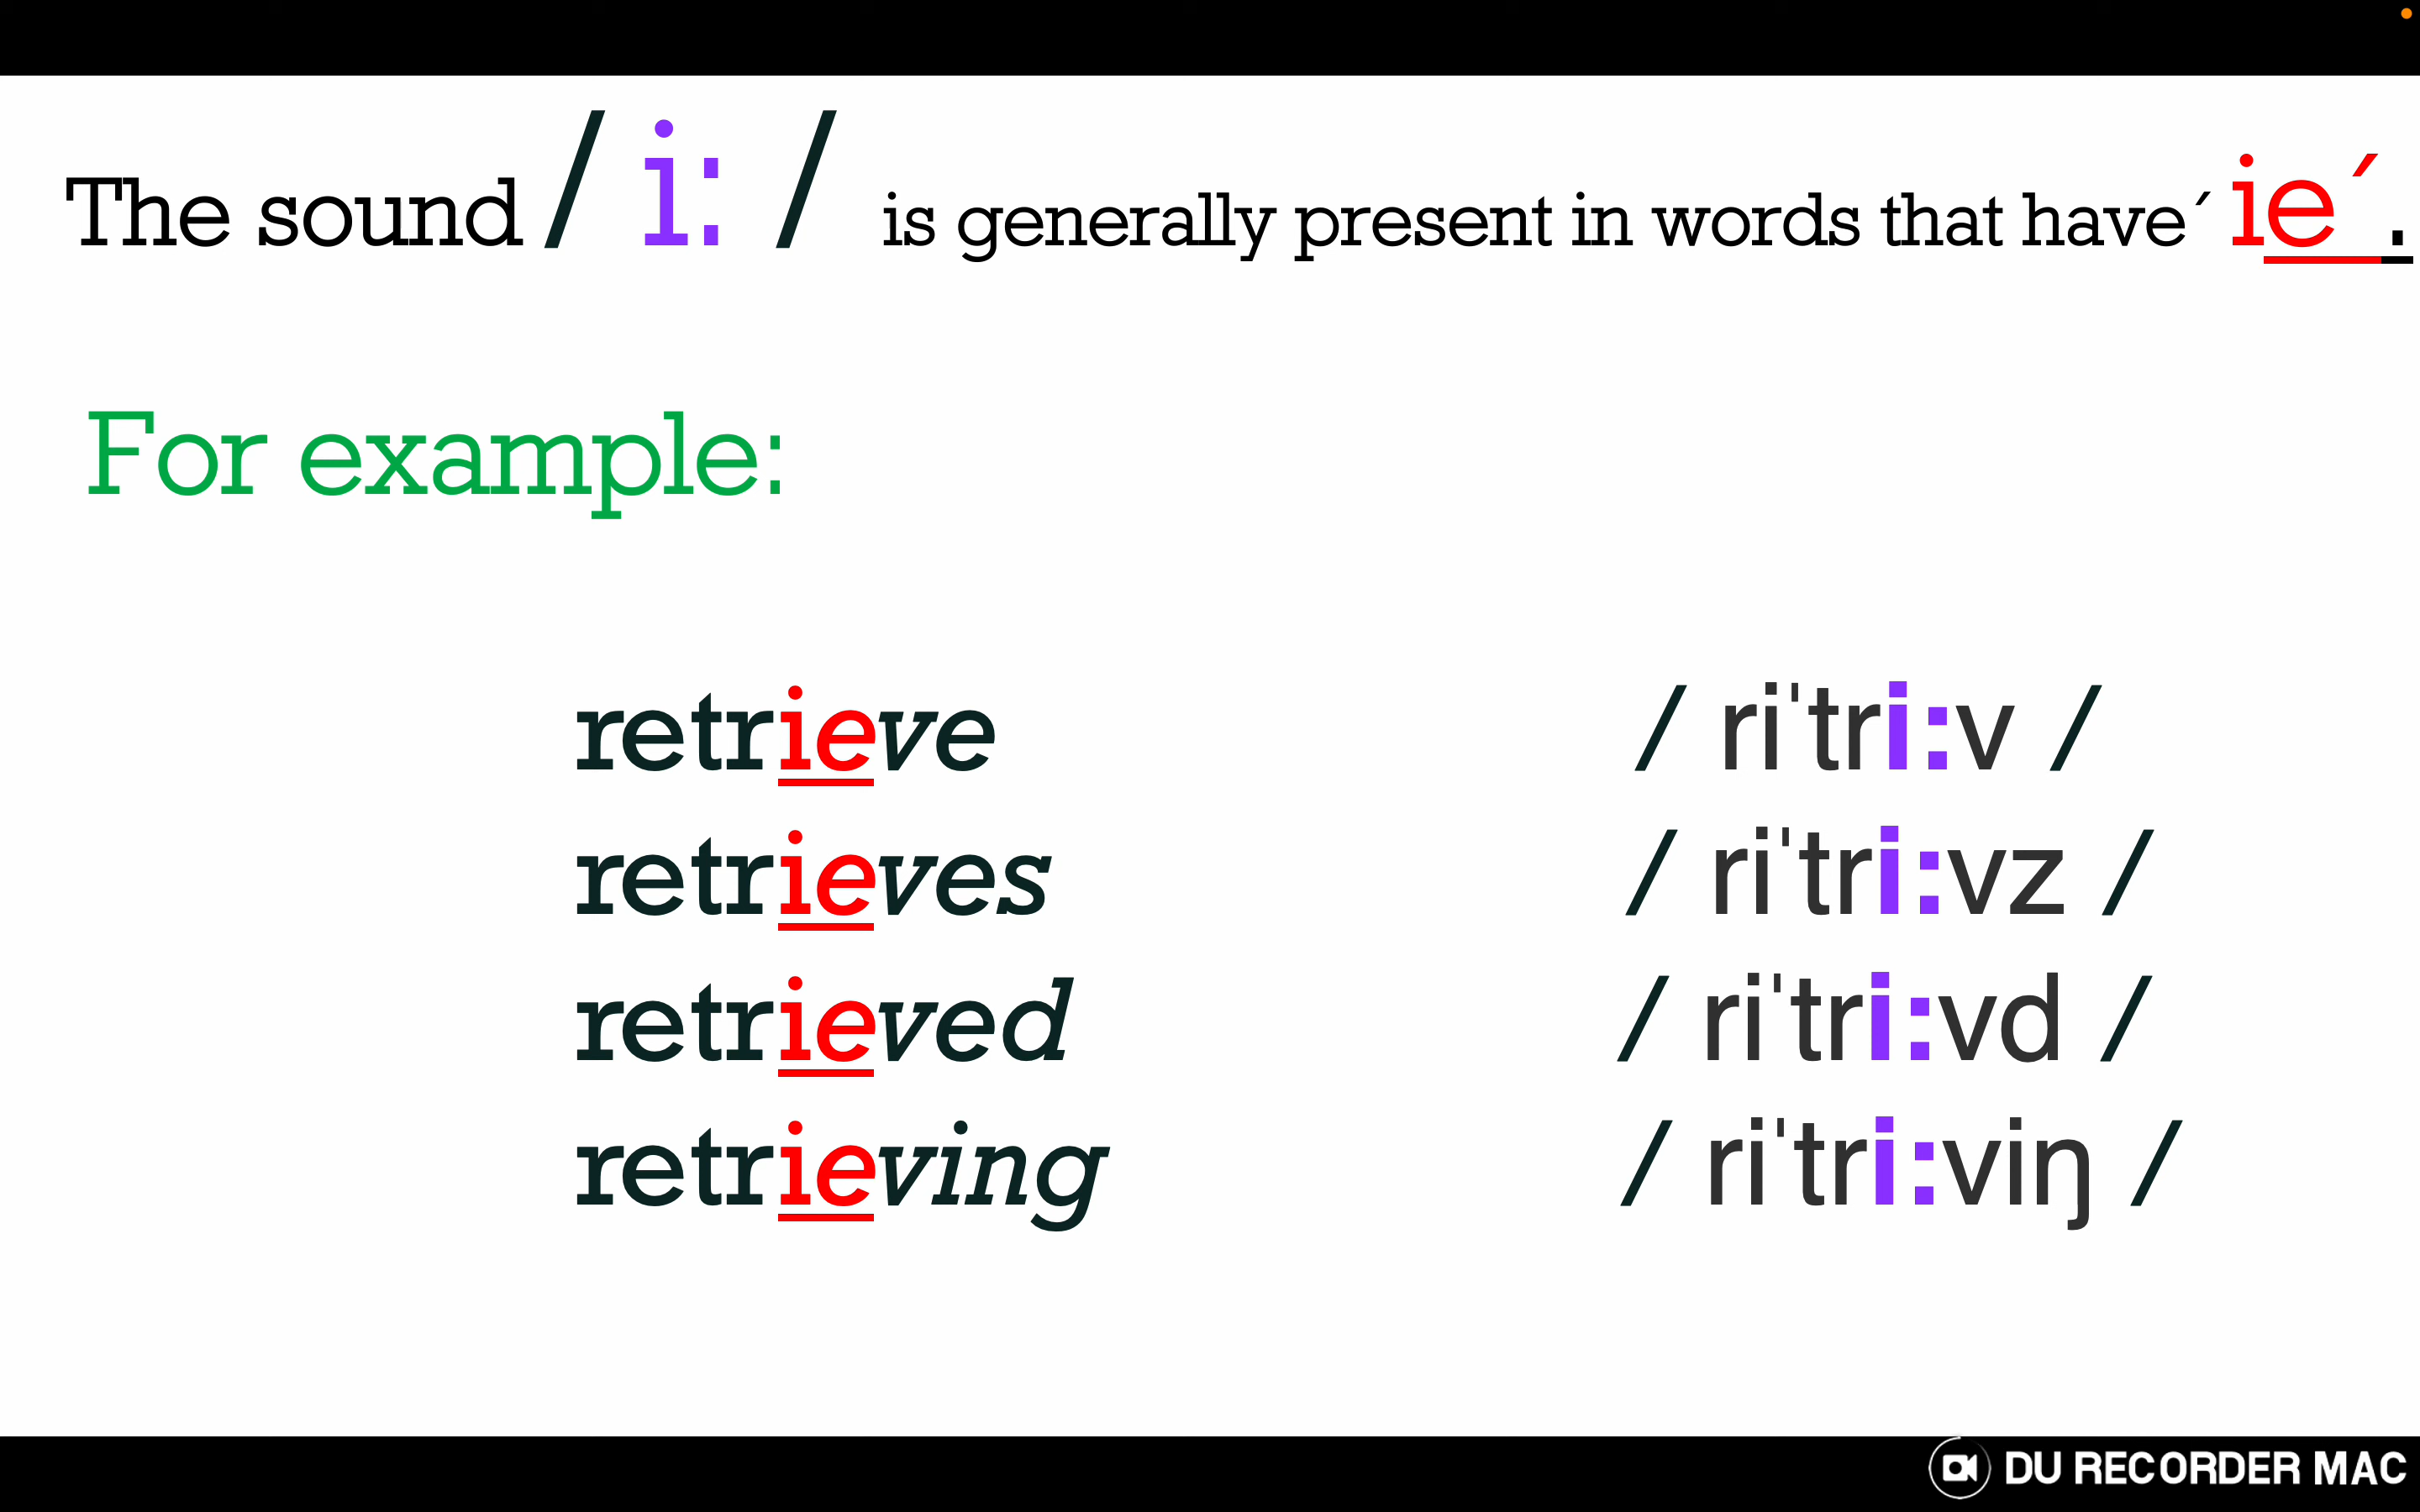 The sound / i: / is generally present in words that have´ ie´.
For example:
retrieve / ri'tri:v /
retrieves / ri'tri:vz /
retrieved / ri'tri:vd /
retrieving / ri'tri:viŋ /
DU RECORDER MAC